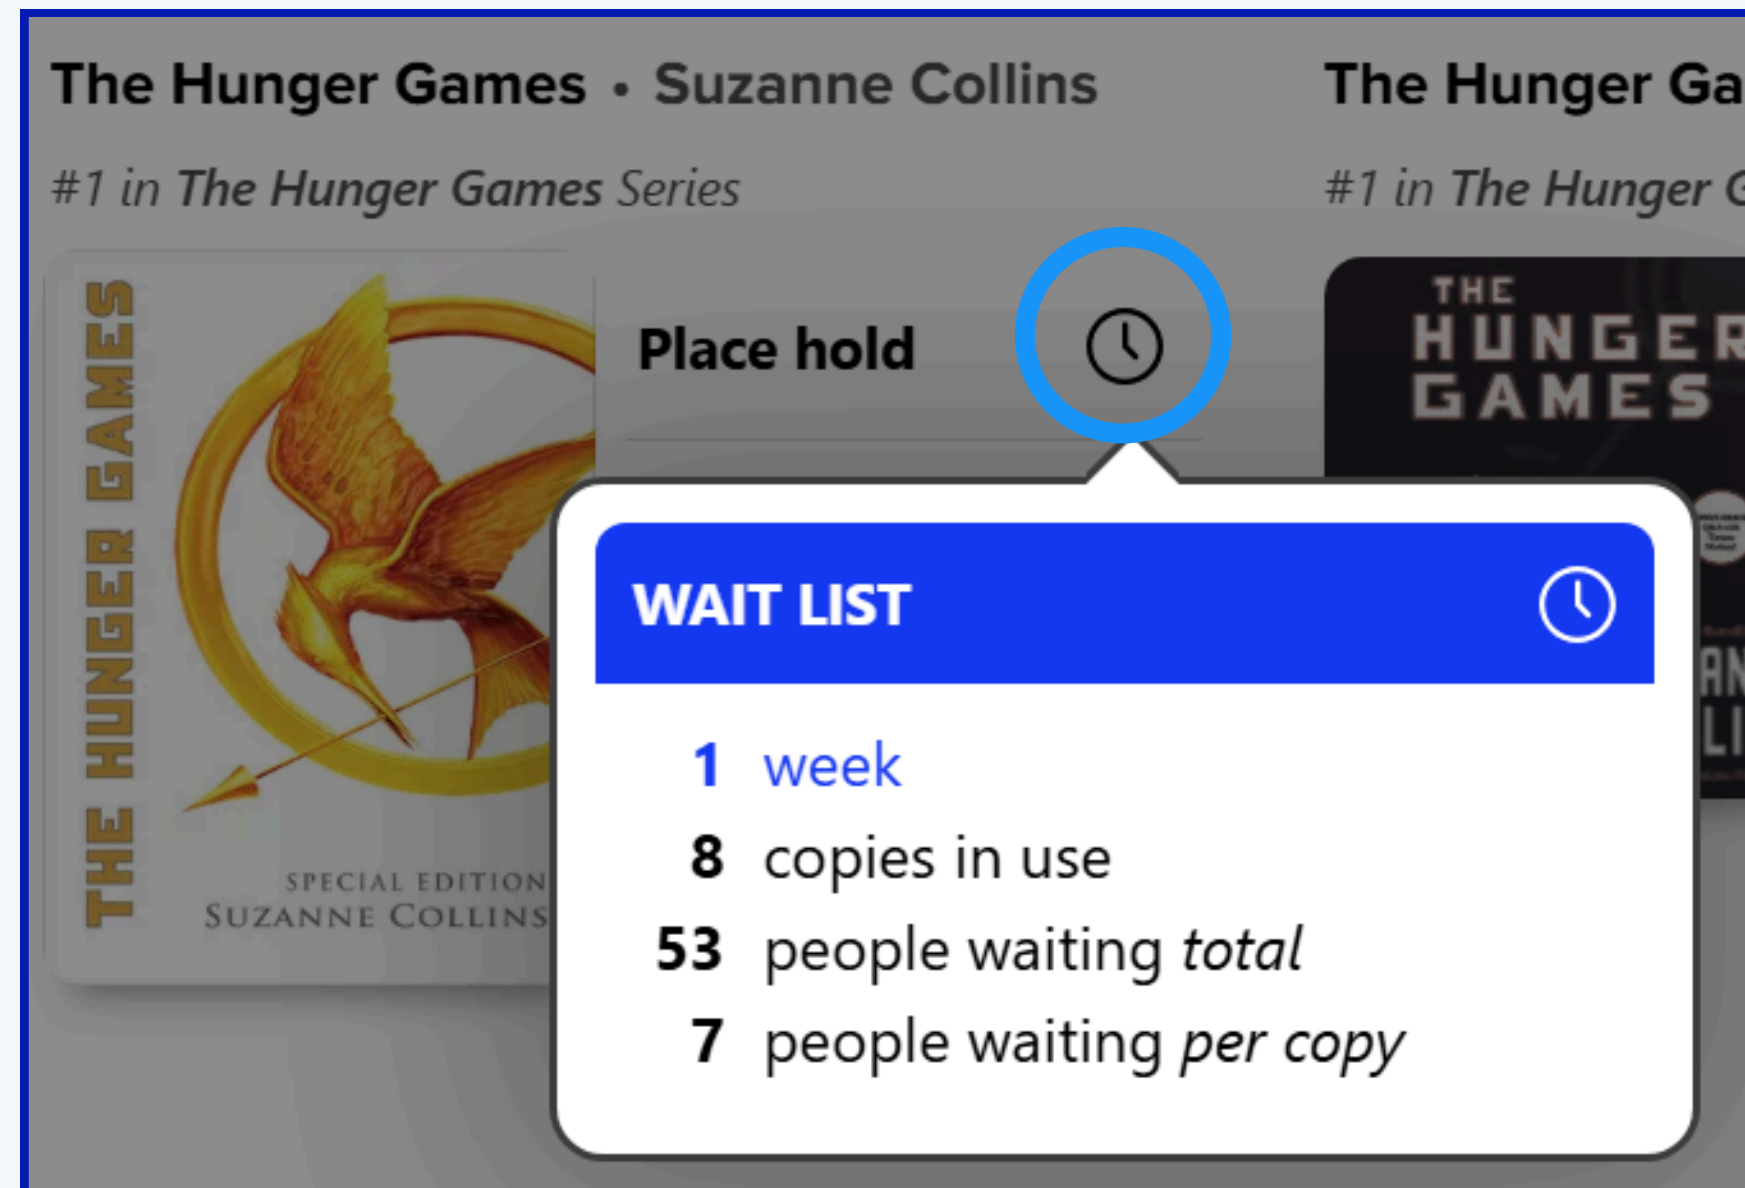 The Hunger Games • Suzanne Collins
#1 in The Hunger Games Series
THE HUNGER GAMES
SPECIAL EDITION
SUZANNE COLLINS
Place hold
WAIT LIST
1 week
8 copies in use
53 people waiting total
7 people waiting per copy
The Hunger Ga
#1 in The Hunger G
THE
HUNGER
GAMES
AN
LI